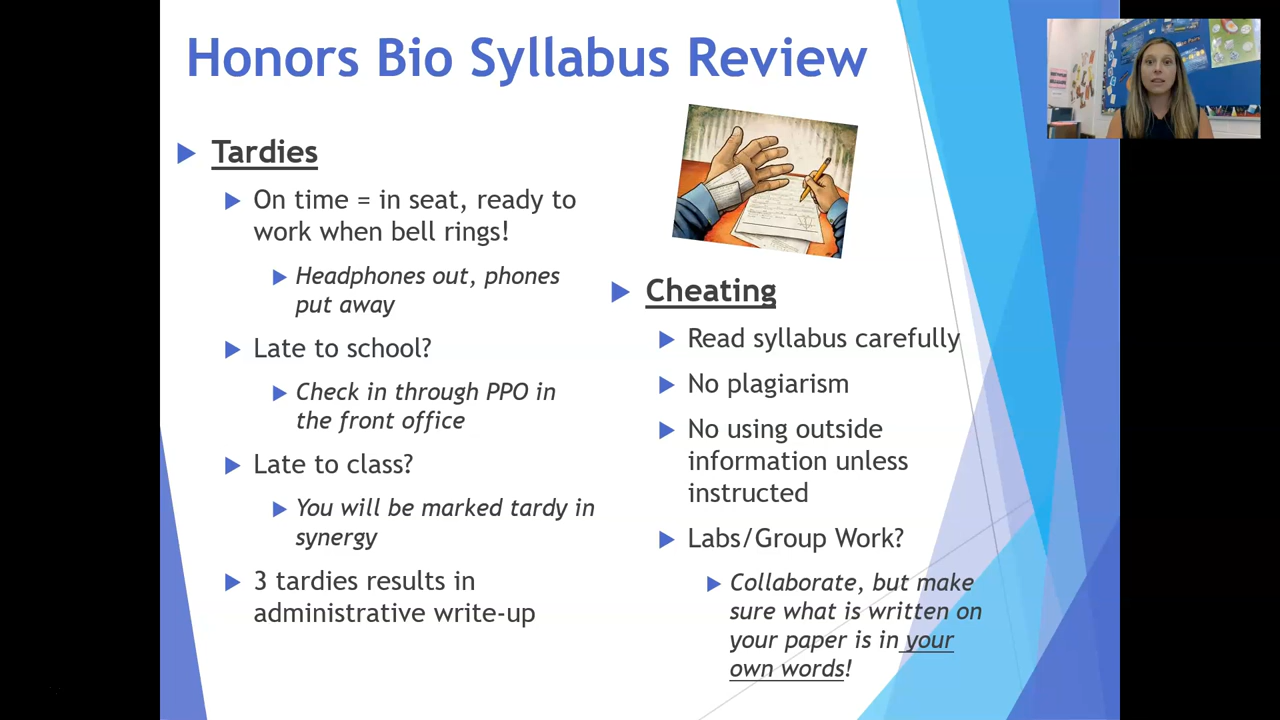 Honors Bio Syllabus Review
Tardies
On time = in seat, ready to
work when bell rings!
Headphones out, phones
put away
Late to school?
Check in through PPO in
the front office
Late to class?
You will be marked tardy in
synergy
3 tardies results in
administrative write-up
Cheating
Read syllabus carefully
No plagiarism
No using outside
information unless
instructed
Labs/Group Work?
Collaborate, but make
sure what is written on
your paper is in your
own words!